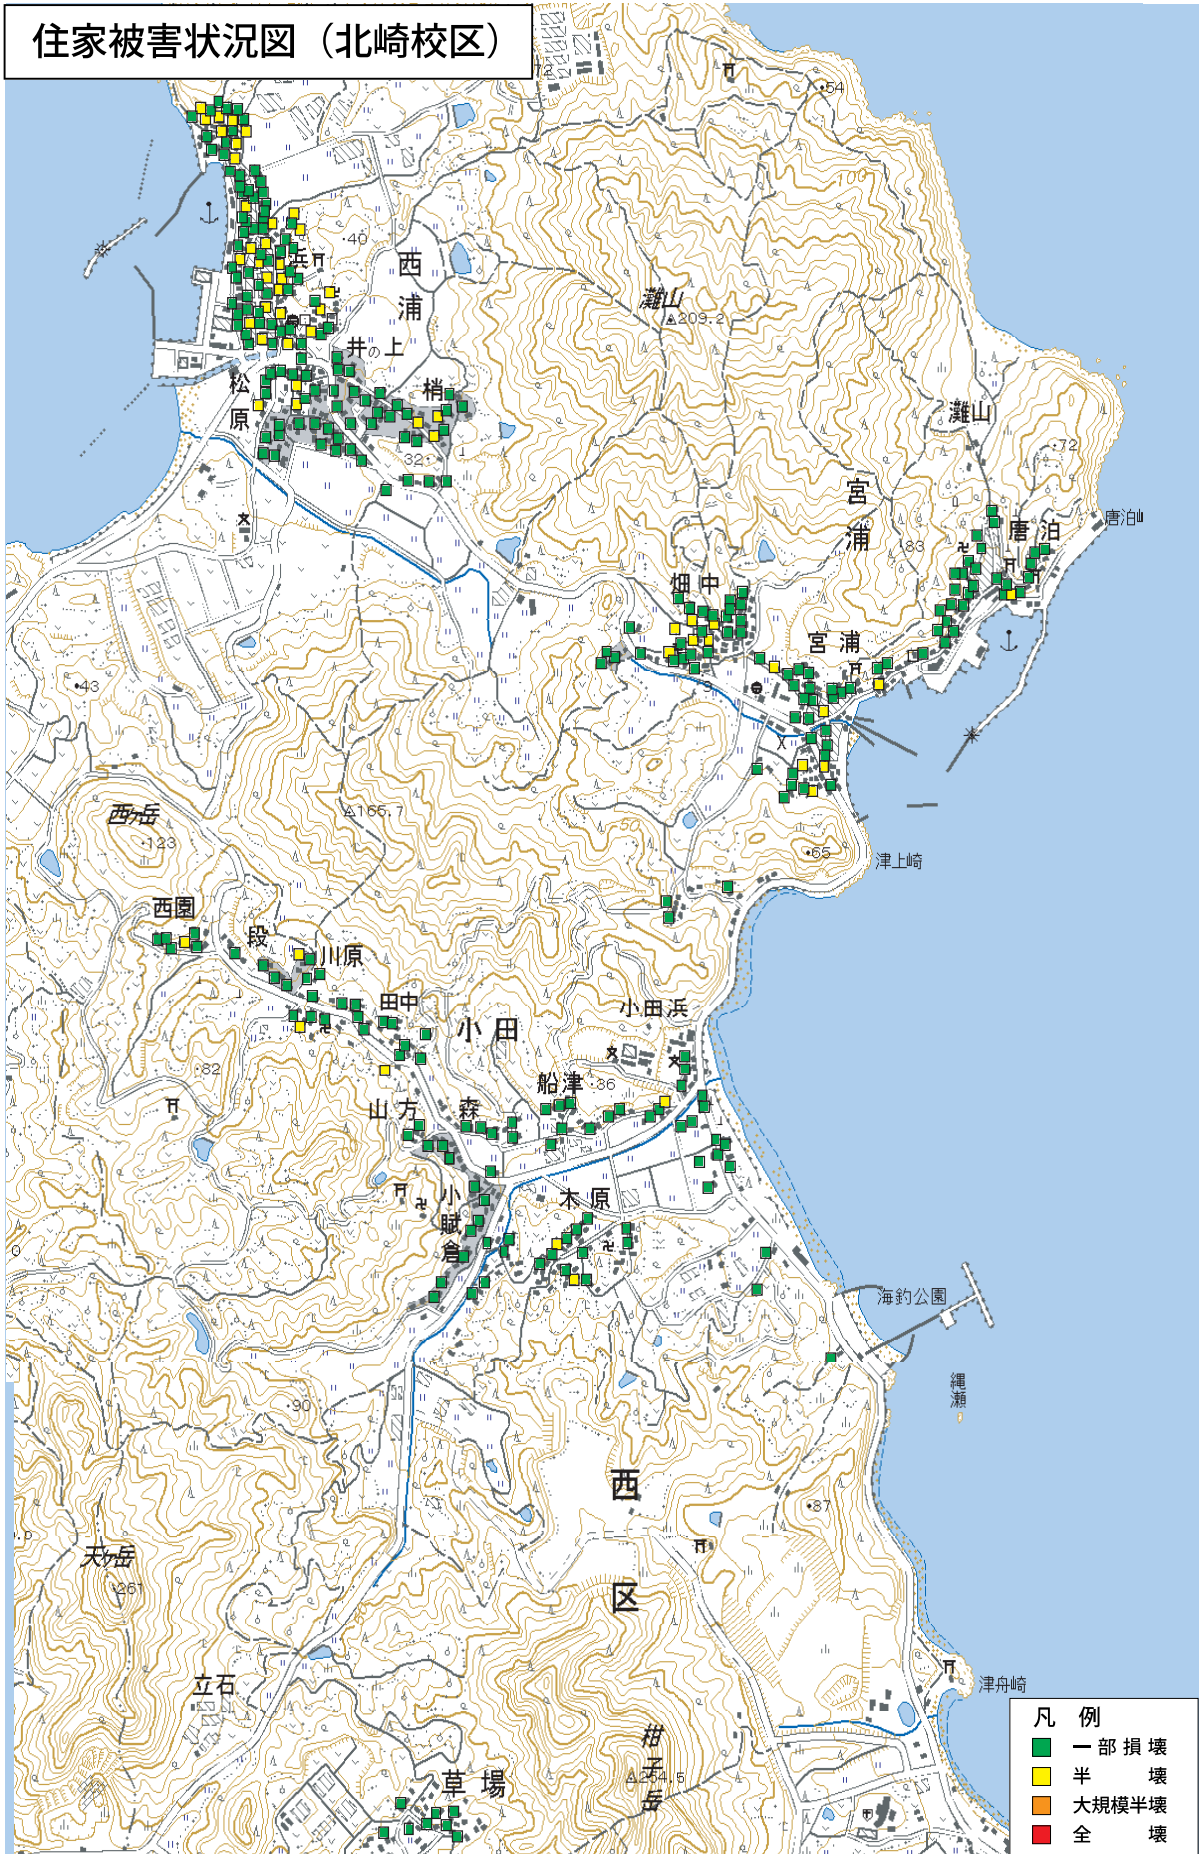 住家被害状況図（北崎校区）
72
54
浜
40
西浦
灘山
209.2
井の上
松原
梢
32
灘山
72
宮浦
唐泊山
唐泊
83
畑中
宮浦
9
43
165.7
西ヶ岳
123
50
65
津上崎
西園
段
川原
田中
小田
小田浜
82
船津
36
山方
森
小賦倉
木原
海釣公園
縄瀬
90
西区
87
天ヶ岳
261
立石
津舟崎
柑子岳
254.5
草場
凡 例
一部損壊
半 壊
大規模半壊
全 壊